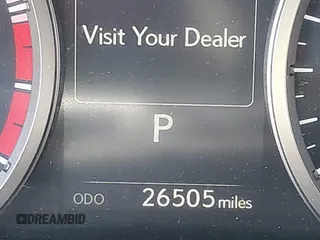 Visit Your Dealer
P
ODO 26505 miles
DREAMBID